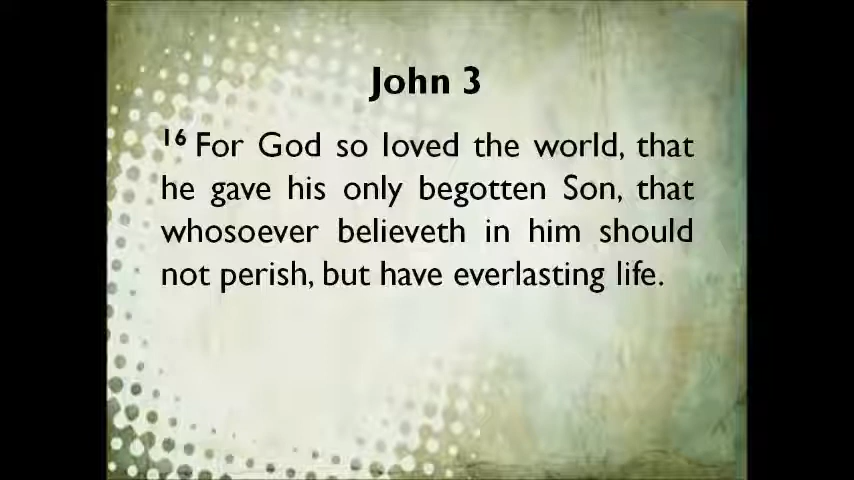 John 3
16 For God so loved the world, that
he gave his only begotten Son, that
whosoever believeth in him should
not perish, but have everlasting life.